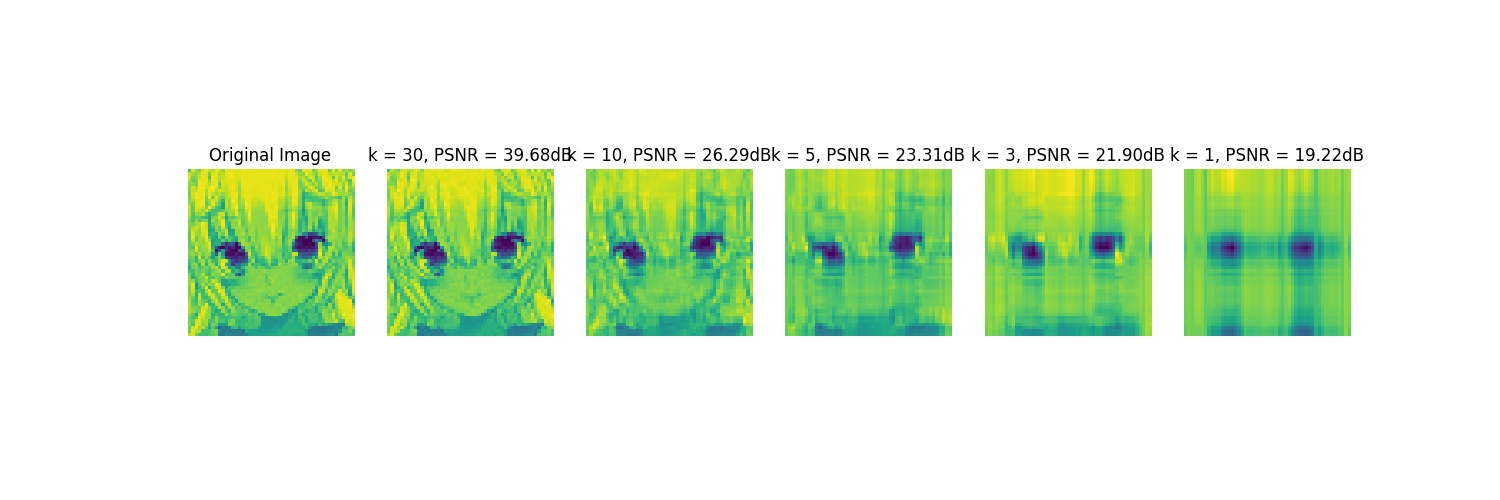 Original Image
k = 30, PSNR = 39.68dB
k = 10, PSNR = 26.29dB
k = 5, PSNR = 23.31dB
k = 3, PSNR = 21.90dB
k = 1, PSNR = 19.22dB